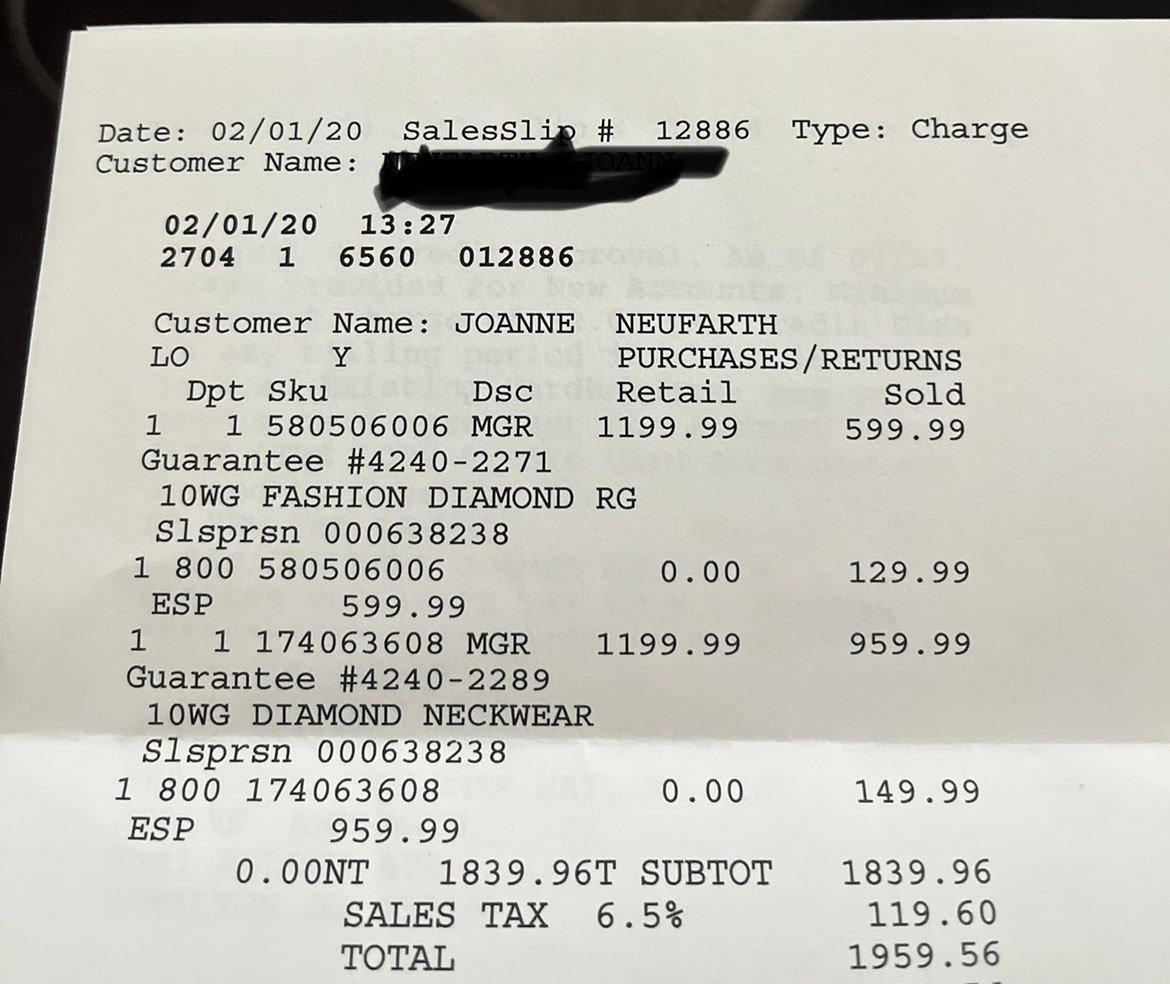 Date: 02/01/20 SalesSlip # 12886 Type: Charge
Customer Name:
02/01/20 13:27
2704 1 6560 012886
Customer Name: JOANNE NEUFARTH
LO Y PURCHASES/RETURNS
Dpt Sku Dsc Retail Sold
1 1 580506006 MGR 1199.99 599.99
Guarantee #4240-2271
10WG FASHION DIAMOND RG
Slsprsn 000638238
1 800 580506006 0.00 129.99
ESP 599.99
1 1 174063608 MGR 1199.99 959.99
Guarantee #4240-2289
10WG DIAMOND NECKWEAR
Slsprsn 000638238
1 800 174063608 0.00 149.99
ESP 959.99
0.00NT 1839.96T SUBTOT 1839.96
SALES TAX 6.5% 119.60
TOTAL 1959.56